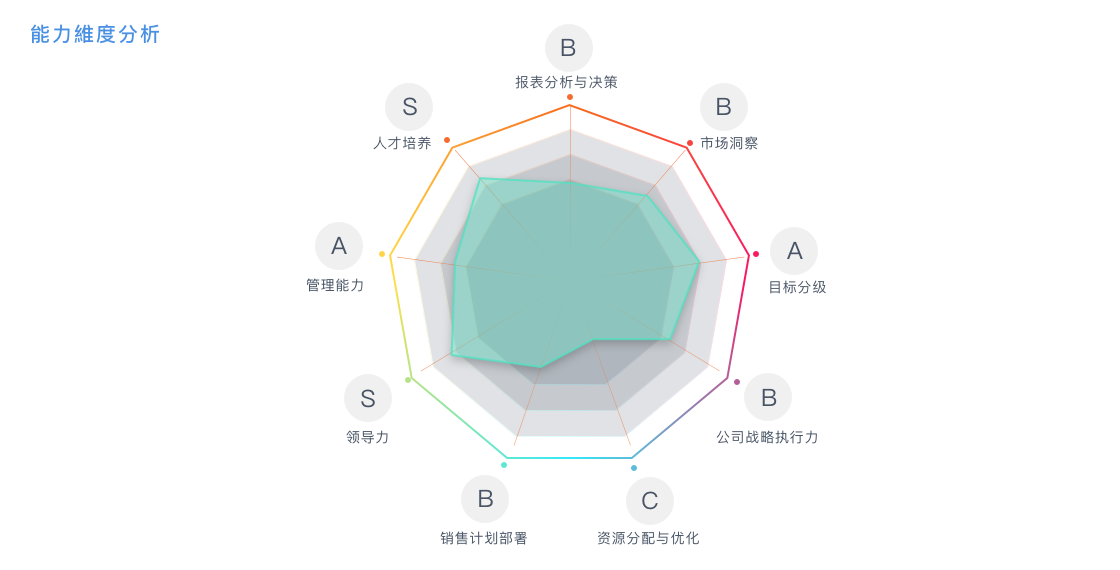 能力維度分析
B
报表分析与决策
S
人才培养
B
市场洞察
A
管理能力
A
目标分级
S
领导力
B
公司战略执行力
B
销售计划部署
C
资源分配与优化